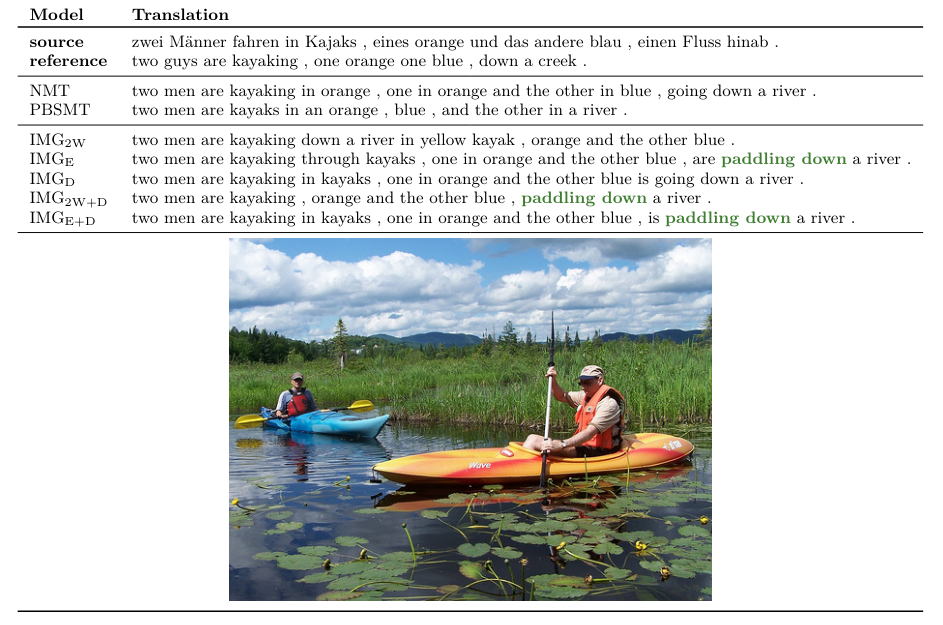 Model Translation
source zwei Männer fahren in Kajaks , eines orange und das andere blau , einen Fluss hinab .
reference two guys are kayaking , one orange one blue , down a creek .
NMT two men are kayaking in orange , one in orange and the other in blue , going down a river .
PBSMT two men are kayaks in an orange , blue , and the other in a river .
IMG2W two men are kayaking down a river in yellow kayak , orange and the other blue .
IMGE two men are kayaking through kayaks , one in orange and the other blue , are paddling down a river .
IMGD two men are kayaking in kayaks , one in orange and the other blue is going down a river .
IMG2W+D two men are kayaking , orange and the other blue , paddling down a river .
IMGE+D two men are kayaking in kayaks , one in orange and the other blue , is paddling down a river .
Wave